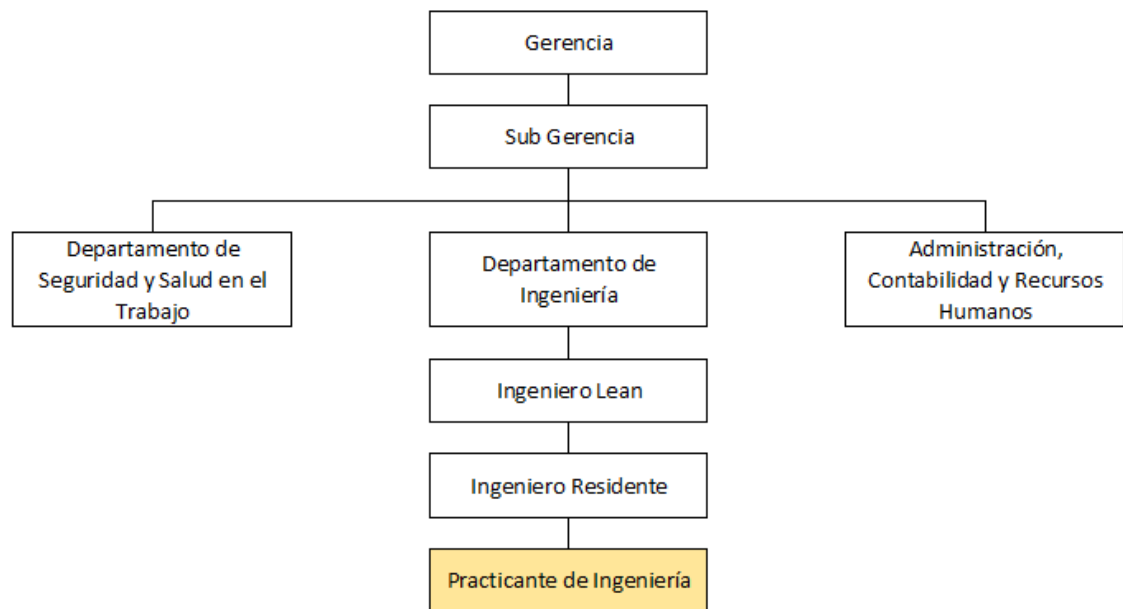 Gerencia
Sub Gerencia
Departamento de
Seguridad y Salud en el
Trabajo
Departamento de
Ingeniería
Administración,
Contabilidad y Recursos
Humanos
Ingeniero Lean
Ingeniero Residente
Practicante de Ingeniería